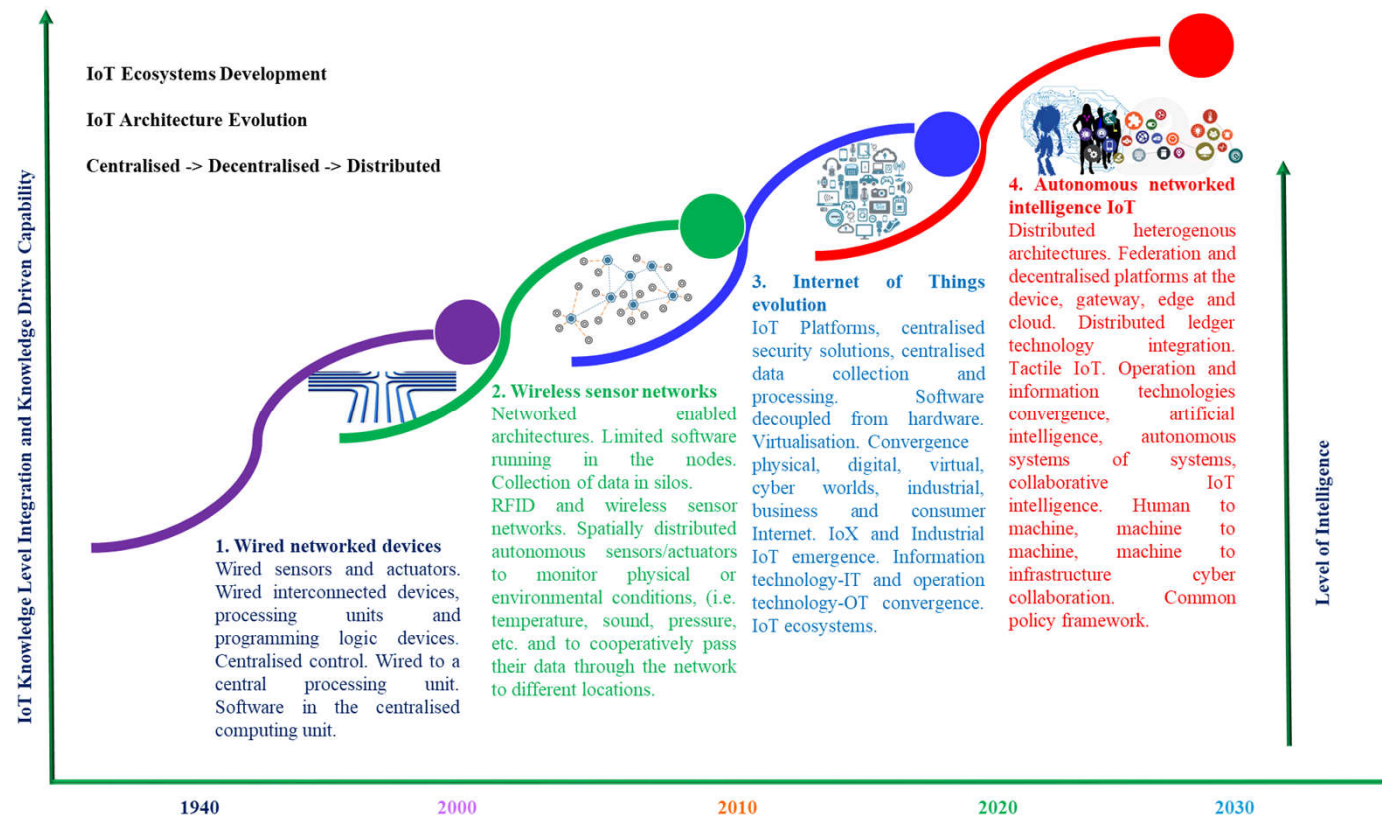 IoT Ecosystems Development
IoT Architecture Evolution
Centralised -> Decentralised -> Distributed
IoT Knowledge Level Integration and Knowledge Driven Capability
1. Wired networked devices
Wired sensors and actuators.
Wired interconnected devices,
processing units and
programming logic devices.
Centralised control. Wired to a
central processing unit.
Software in the centralised
computing unit.
2. Wireless sensor networks
Networked enabled
architectures. Limited software
running in the nodes.
Collection of data in silos.
RFID and wireless sensor
networks. Spatially distributed
autonomous sensors/actuators
to monitor physical or
environmental conditions, (i.e.
temperature, sound, pressure,
etc. and to cooperatively pass
their data through the network
to different locations.
3. Internet of Things
evolution
IoT Platforms, centralised
security solutions, centralised
data collection and
processing. Software
decoupled from hardware.
Virtualisation. Convergence
physical, digital, virtual,
cyber worlds, industrial,
business and consumer
Internet. IoX and Industrial
IoT emergence. Information
technology-IT and operation
technology-OT convergence.
IoT ecosystems.
4. Autonomous networked
intelligence IoT
Distributed heterogenous
architectures. Federation and
decentralised platforms at the
device, gateway, edge and
cloud. Distributed ledger
technology integration.
Tactile IoT. Operation and
information technologies
convergence, artificial
intelligence, autonomous
systems of systems,
collaborative IoT
intelligence. Human to
machine, machine to
machine, machine to
infrastructure cyber
collaboration. Common
policy framework.
Level of Intelligence
1940
2000
2010
2020
2030